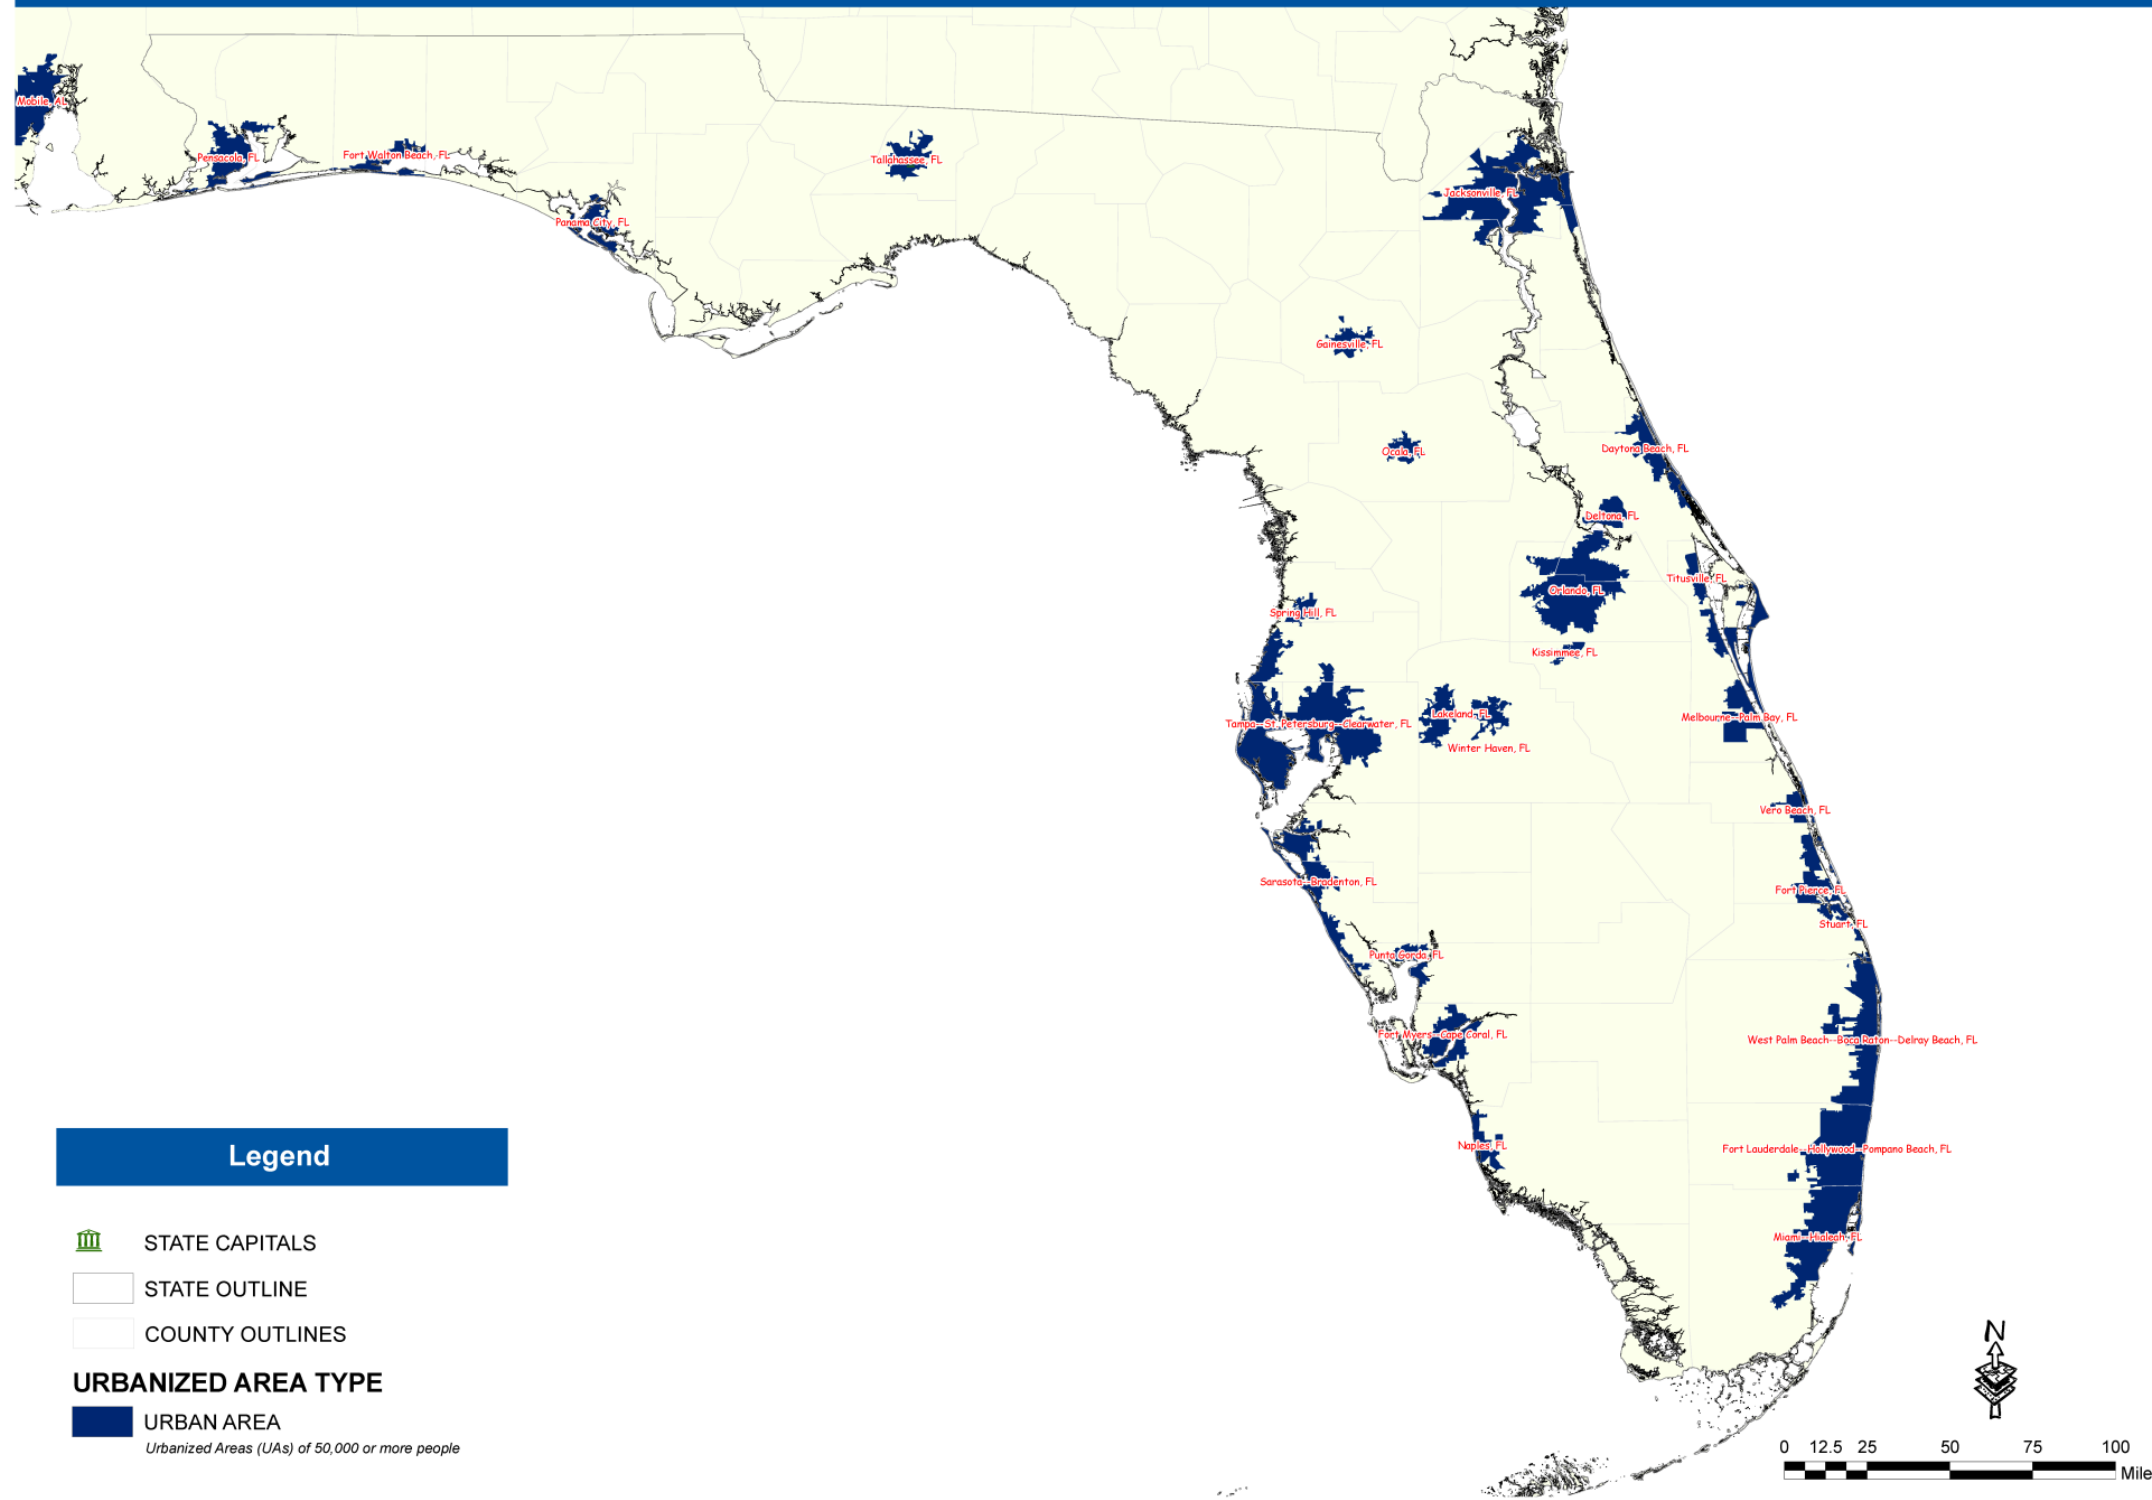 Mobile, AL
Pensacola, FL
Fort Walton Beach, FL
Tallahassee, FL
Panama City, FL
Jacksonville, FL
Gainesville, FL
Ocala, FL
Daytona Beach, FL
Deltona, FL
Titusville, FL
Orlando, FL
Spring Hill, FL
Kissimmee, FL
Lakeland, FL
Melbourne--Palm Bay, FL
Tampa--St. Petersburg--Clearwater, FL
Winter Haven, FL
Vero Beach, FL
Sarasota--Bradenton, FL
Fort Pierce, FL
Stuart, FL
Punta Gorda, FL
Fort Myers--Cape Coral, FL
West Palm Beach--Boca Raton--Delray Beach, FL
Naples, FL
Fort Lauderdale--Hollywood--Pompano Beach, FL
Miami--Hialeah, FL
Legend
STATE CAPITALS
STATE OUTLINE
COUNTY OUTLINES
URBANIZED AREA TYPE
URBAN AREA
Urbanized Areas (UAs) of 50,000 or more people
N
0 12.5 25 50 75 100
Mile